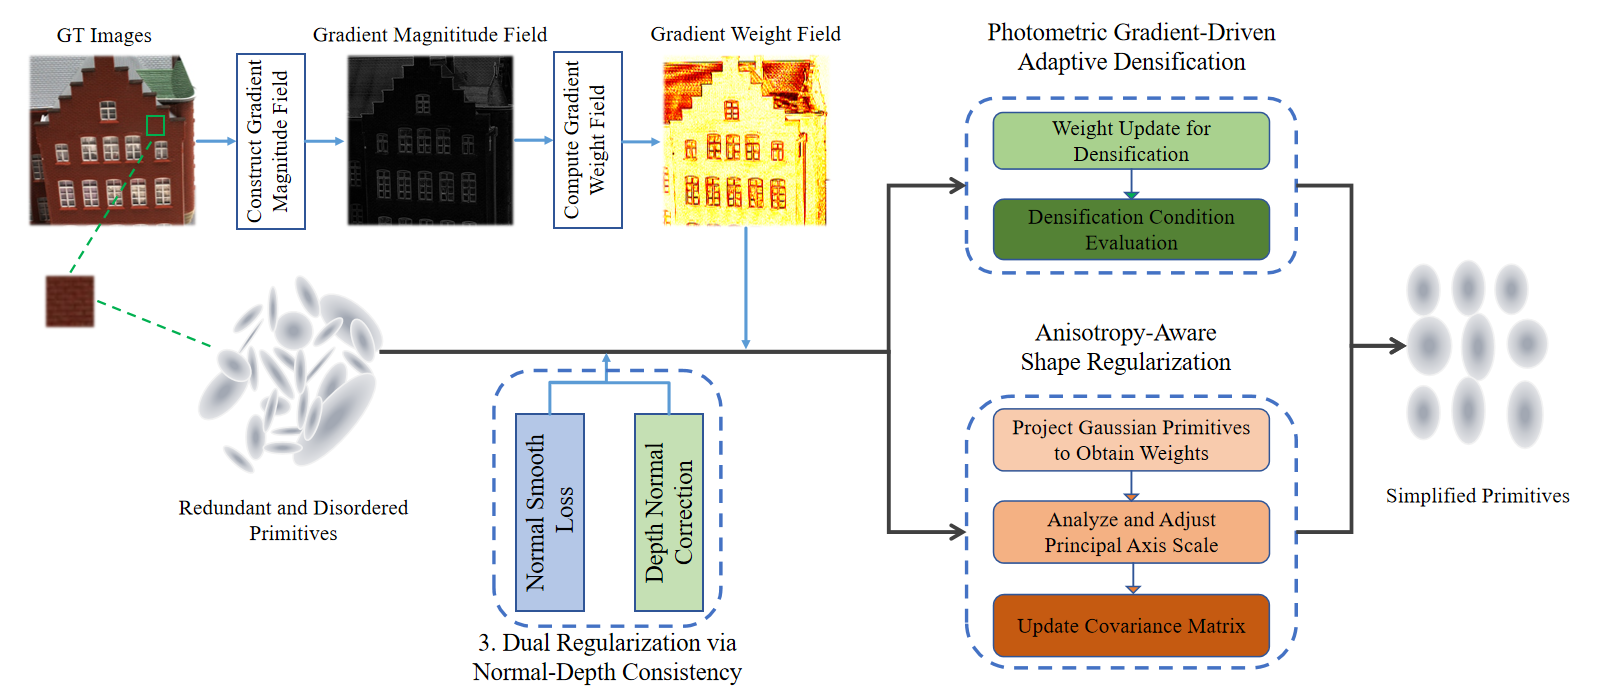 GT Images
Construct Gradient
Magnitude Field
Gradient Magnititude Field
Compute Gradient
Weight Field
Gradient Weight Field
Photometric Gradient-Driven
Adaptive Densification
Weight Update for
Densification
Densification Condition
Evaluation
Redundant and Disordered
Primitives
Normal Smooth
Loss
Depth Normal
Correction
3. Dual Regularization via
Normal-Depth Consistency
Anisotropy-Aware
Shape Regularization
Project Gaussian Primitives
to Obtain Weights
Analyze and Adjust
Principal Axis Scale
Update Covariance Matrix
Simplified Primitives